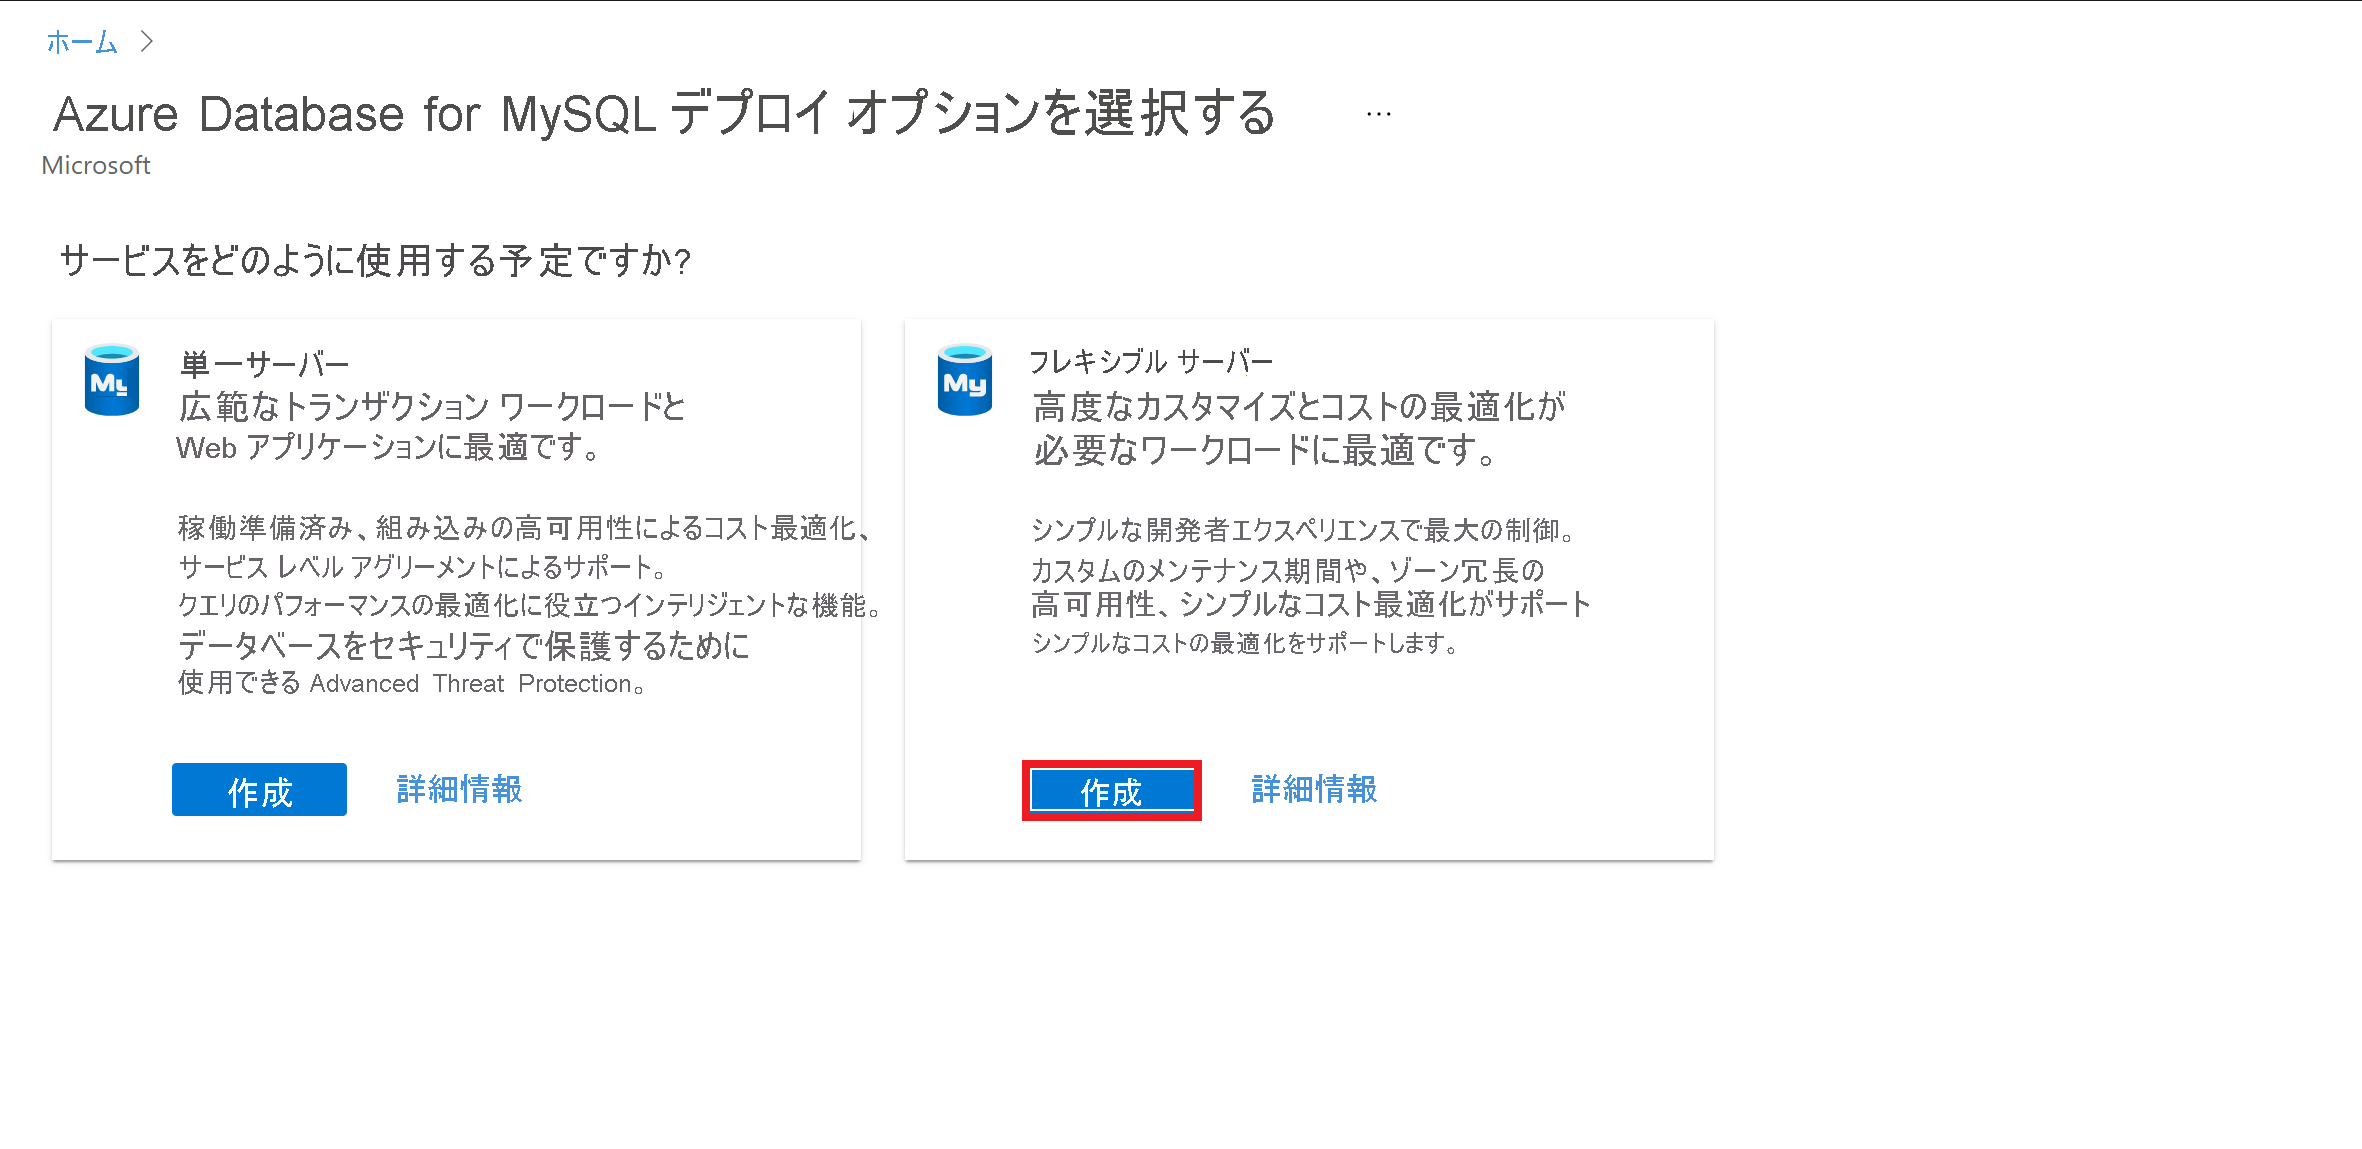 ホーム
Azure Database for MySQL デプロイ オプションを選択する ...
Microsoft
サービスをどのように使用する予定ですか?
My
単一サーバー
広範なトランザクション ワークロードと
Web アプリケーションに最適です。
稼働準備済み、組み込みの高可用性によるコスト最適化、
サービス レベル アグリーメントによるサポート。
クエリのパフォーマンスの最適化に役立つインテリジェントな機能。
データベースをセキュリティで保護するために
使用できる Advanced Threat Protection。
作成 詳細情報
My
フレキシブル サーバー
高度なカスタマイズとコストの最適化が
必要なワークロードに最適です。
シンプルな開発者エクスペリエンスで最大の制御。
カスタムのメンテナンス期間や、ゾーン冗長の
高可用性、シンプルなコスト最適化がサポート
シンプルなコストの最適化をサポートします。
作成 詳細情報